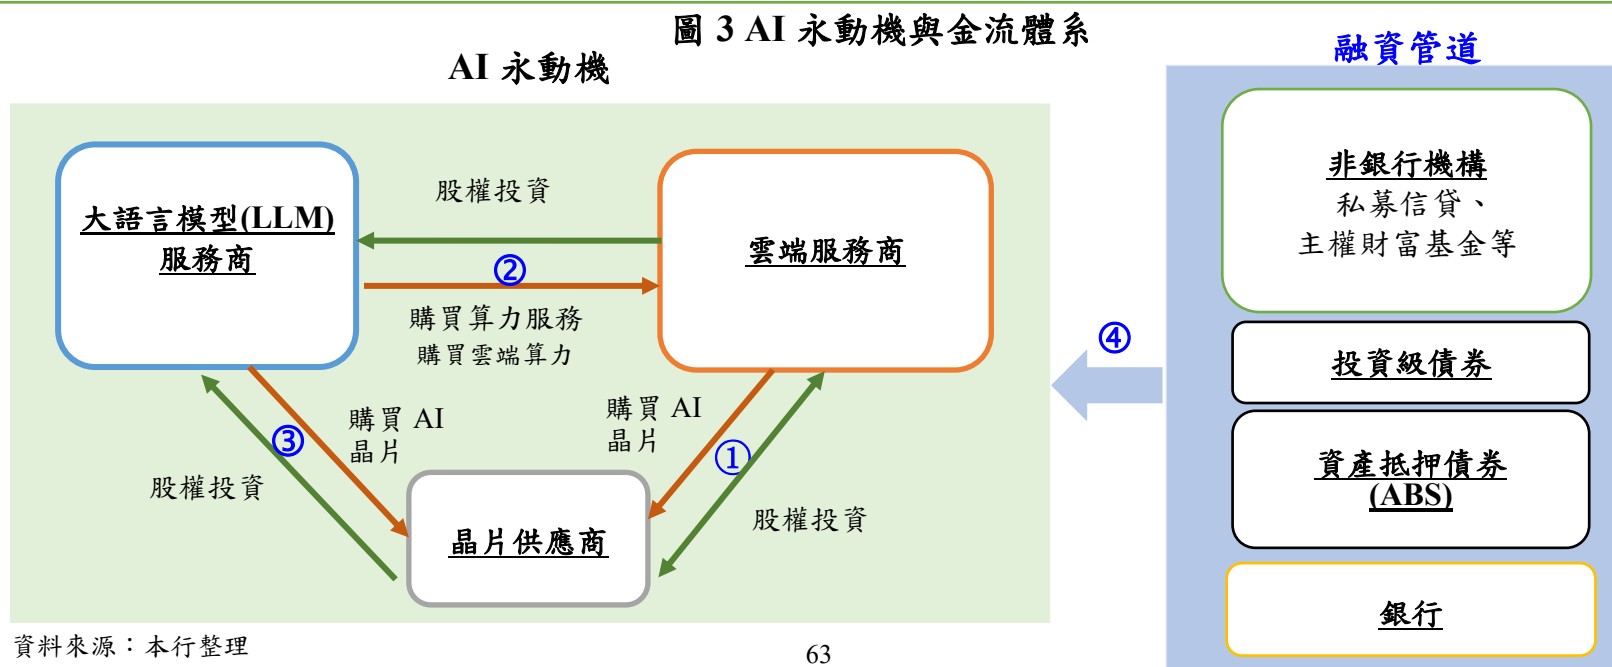 圖 3 AI 永動機與金流體系
AI 永動機
融資管道
大語言模型(LLM)
服務商
股權投資
②
購買算力服務
購買雲端算力
雲端服務商
購買 AI
晶片
③
股權投資
購買 AI
晶片
①
股權投資
晶片供應商
④
非銀行機構
私募信貸、
主權財富基金等
投資級債券
資產抵押債券
(ABS)
銀行
資料來源：本行整理
63